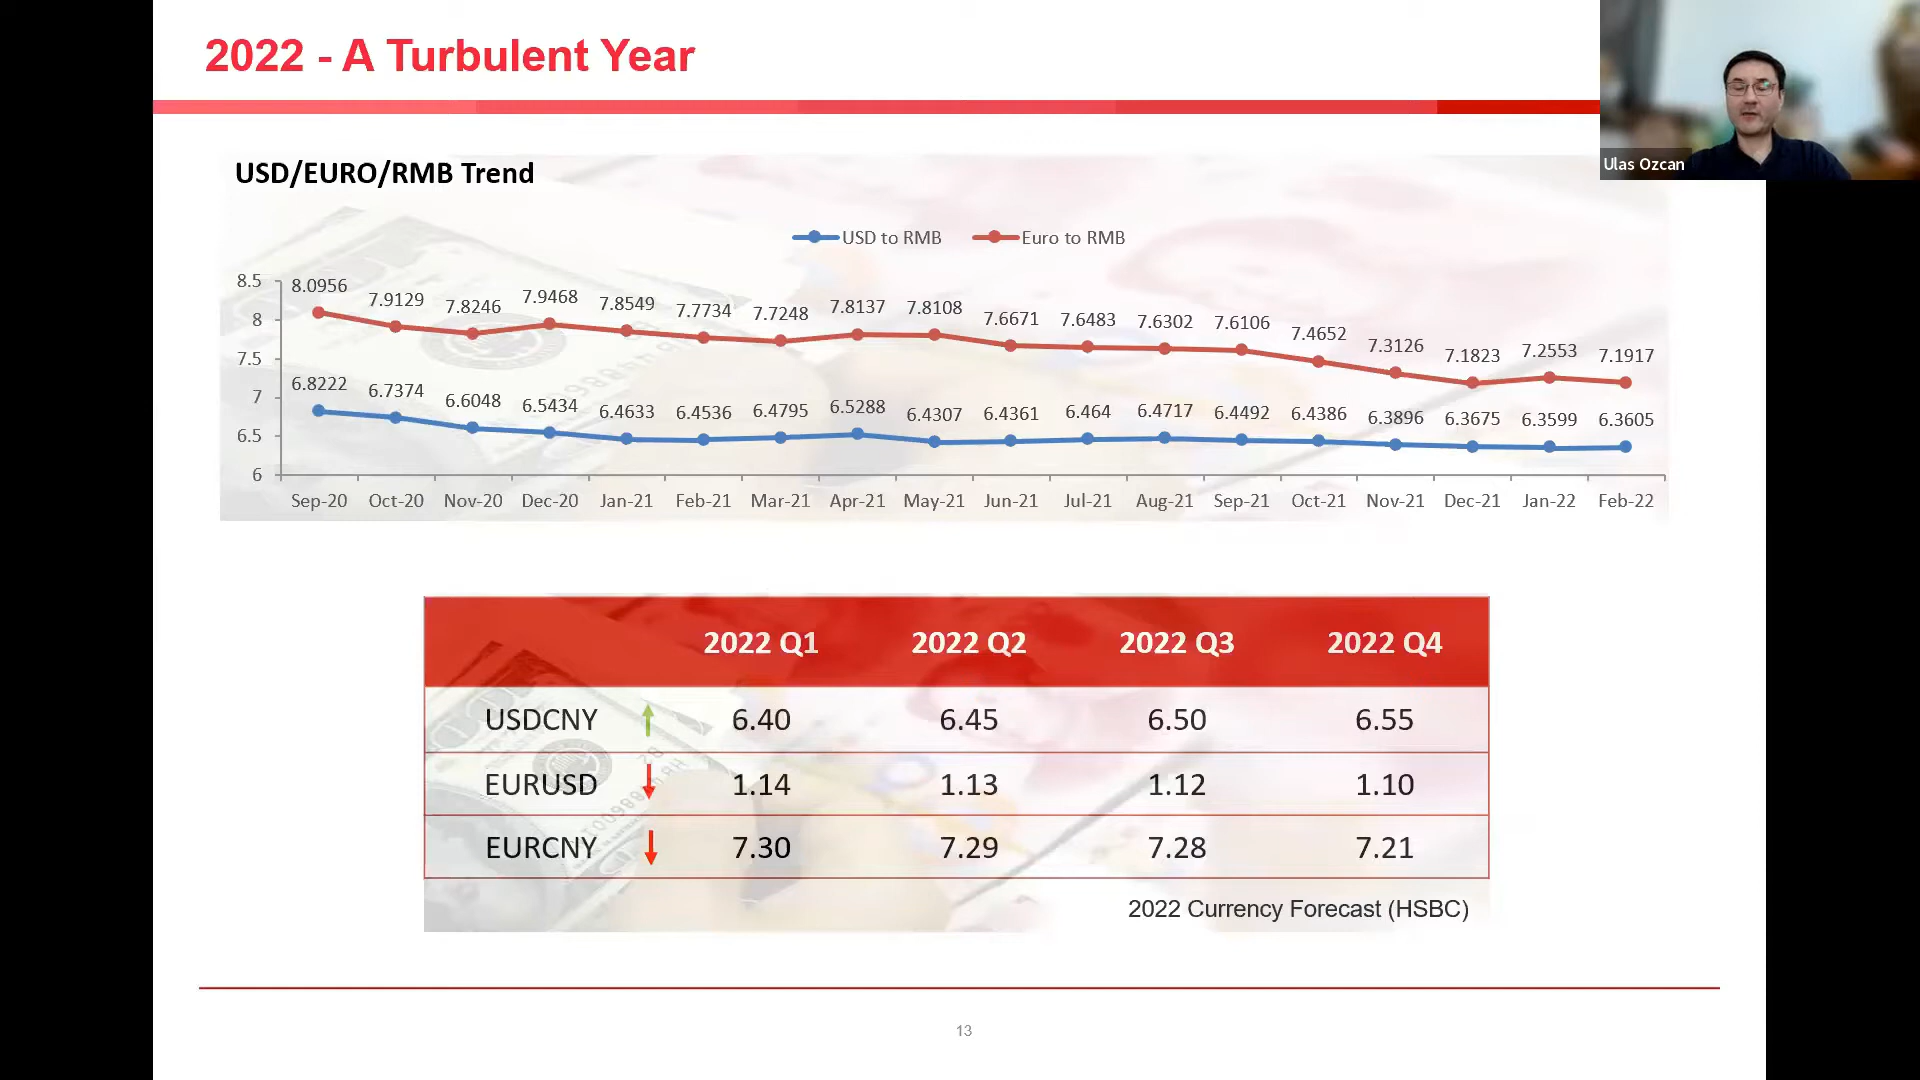 2022 - A Turbulent Year
Ulas Ozcan
USD/EURO/RMB Trend
USD to RMB Euro to RMB
8.5
8
7.5
7
6.5
6
8.0956 7.9129 7.8246 7.9468 7.8549 7.7734 7.7248 7.8137 7.8108 7.6671 7.6483 7.6302 7.6106 7.4652 7.3126 7.1823 7.2553 7.1917
6.8222 6.7374 6.6048 6.5434 6.4633 6.4536 6.4795 6.5288 6.4307 6.4361 6.464 6.4717 6.4492 6.4386 6.3896 6.3675 6.3599 6.3605
Sep-20 Oct-20 Nov-20 Dec-20 Jan-21 Feb-21 Mar-21 Apr-21 May-21 Jun-21 Jul-21 Aug-21 Sep-21 Oct-21 Nov-21 Dec-21 Jan-22 Feb-22
2022 Q1 2022 Q2 2022 Q3 2022 Q4
USDCNY 6.40 6.45 6.50 6.55
EURUSD 1.14 1.13 1.12 1.10
EURCNY 7.30 7.29 7.28 7.21
2022 Currency Forecast (HSBC)
13